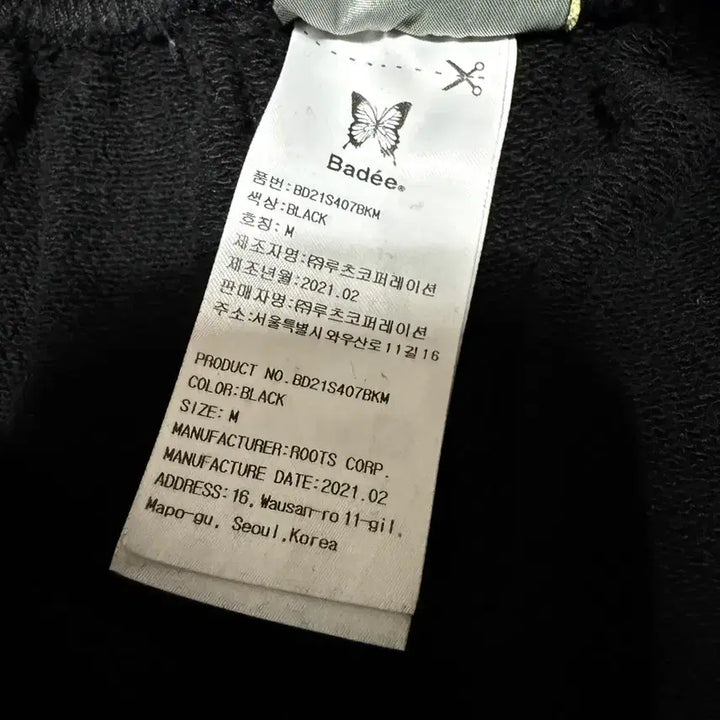 Badée®
품번:BD21S407BKM
색상:BLACK
호칭:M
제조자명:㈜루츠코퍼레이션
제조년월:2021.02
판매자명:㈜루츠코퍼레이션
주소:서울특별시 와우산로11길16
PRODUCT NO.BD21S407BKM
COLOR:BLACK
SIZE: M
MANUFACTURER:ROOTS CORP.
MANUFACTURE DATE:2021.02
ADDRESS:16, Wausan-ro 11-gil,
Mapo-gu, Seoul,Korea